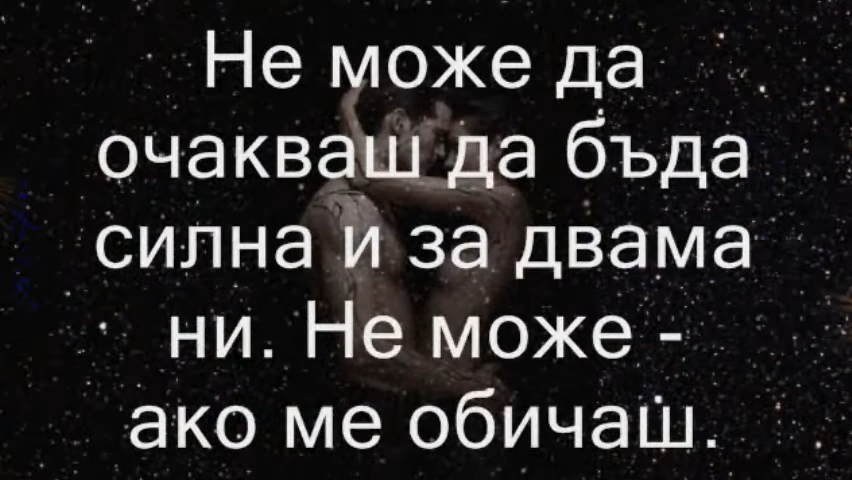 Не може да
очакваш да бъда
силна и за двама
ни. Не може -
ако ме обичаш.